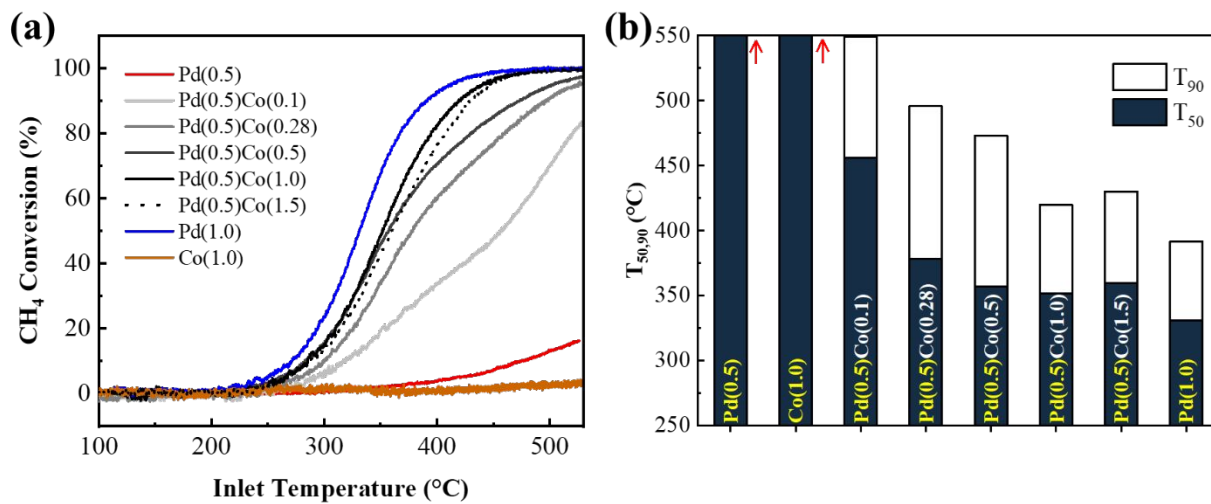 (a)
CH₄ Conversion (%)
100
80
60
40
20
0
Pd(0.5)
Pd(0.5)Co(0.1)
Pd(0.5)Co(0.28)
Pd(0.5)Co(0.5)
Pd(0.5)Co(1.0)
Pd(0.5)Co(1.5)
Pd(1.0)
Co(1.0)
100
200
300
400
500
Inlet Temperature (°C)
(b)
T₅₀,₉₀ (°C)
550
500
450
400
350
300
250
T₉₀
T₅₀
Pd(0.5)
Co(1.0)
Pd(0.5)Co(0.1)
Pd(0.5)Co(0.28)
Pd(0.5)Co(0.5)
Pd(0.5)Co(1.0)
Pd(0.5)Co(1.5)
Pd(1.0)